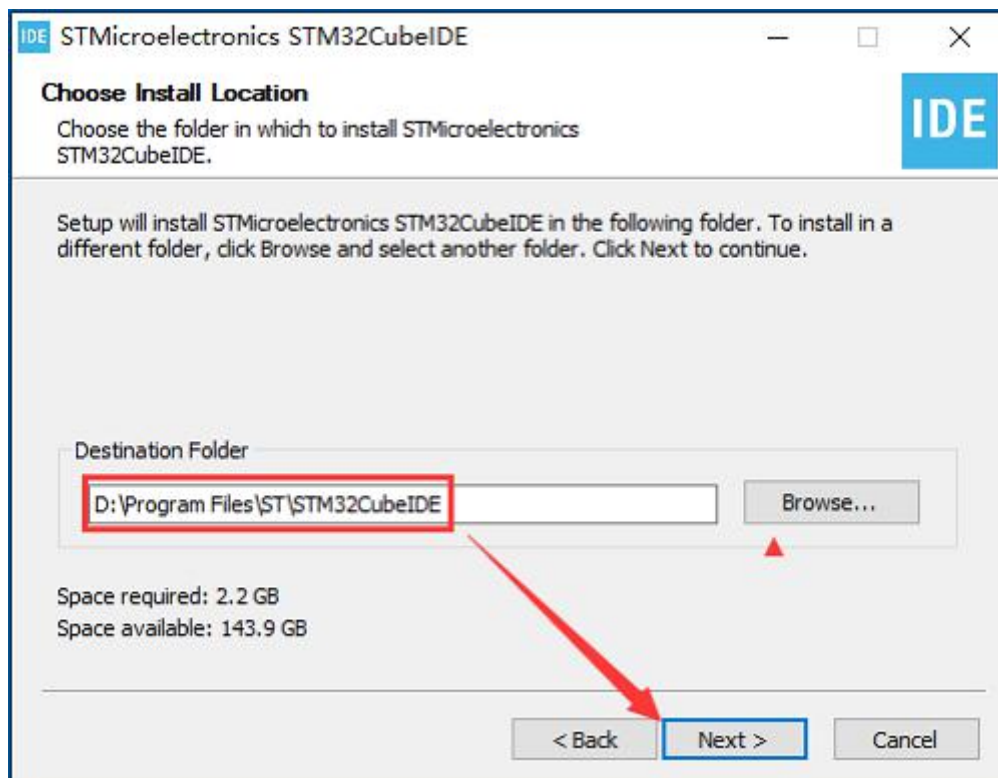 IDE STMicroelectronics STM32CubeIDE
Choose Install Location
Choose the folder in which to install STMicroelectronics
STM32CubeIDE.
IDE
Setup will install STMicroelectronics STM32CubeIDE in the following folder. To install in a
different folder, click Browse and select another folder. Click Next to continue.
Destination Folder
D:\Program Files\ST\STM32CubeIDE
Browse...
Space required: 2.2 GB
Space available: 143.9 GB
< Back
Next >
Cancel